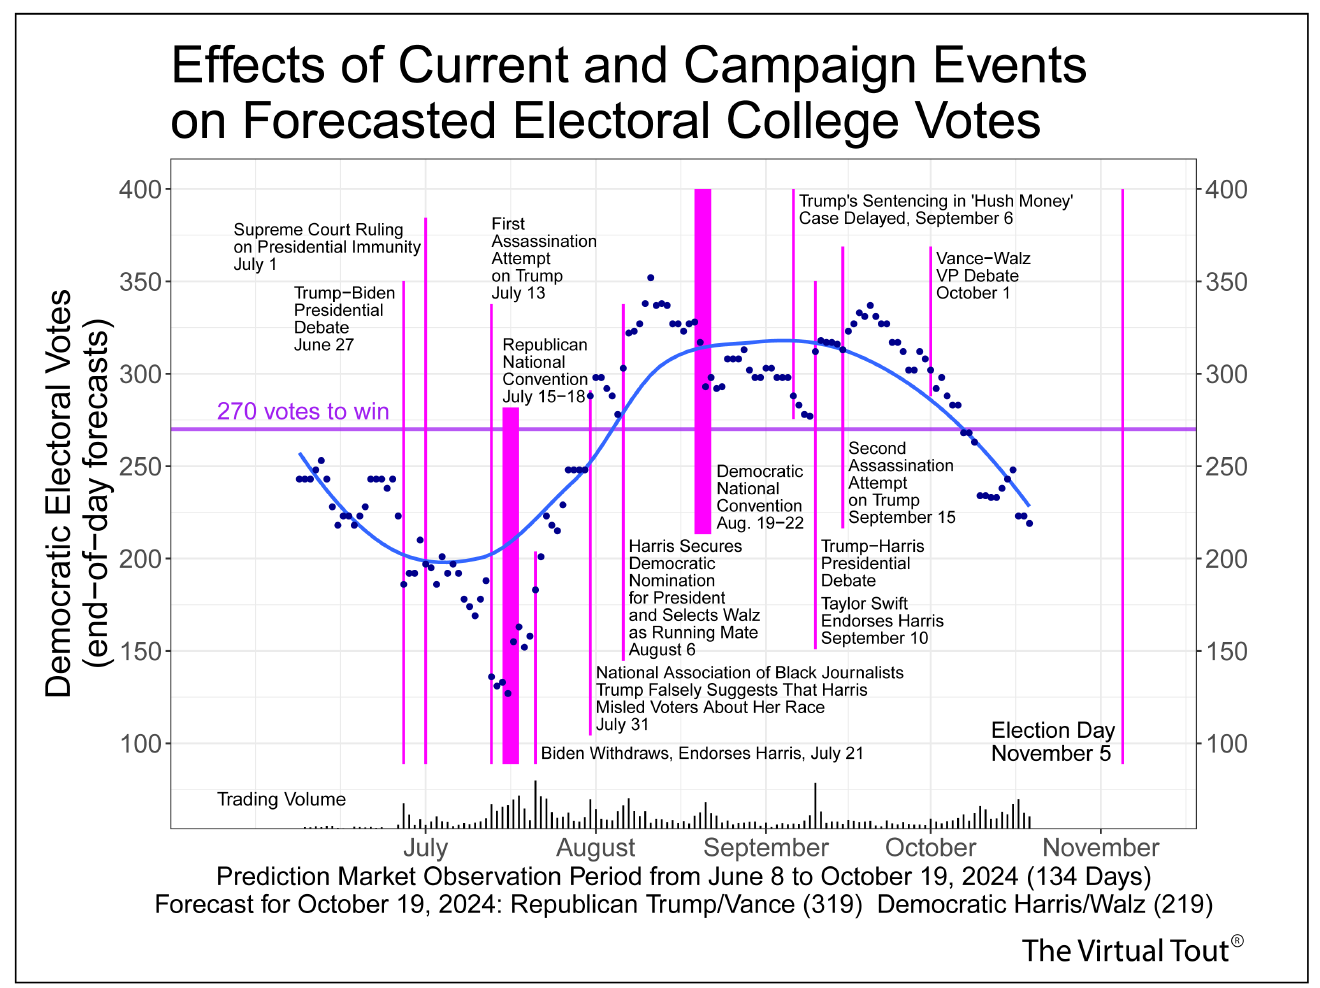 Effects of Current and Campaign Events
on Forecasted Electoral College Votes
Democratic Electoral Votes
(end−of−day forecasts)
400
350
300
250
200
150
100
400
350
300
250
200
150
100
Supreme Court Ruling
on Presidential Immunity
July 1
Trump−Biden
Presidential
Debate
June 27
First
Assassination
Attempt
on Trump
July 13
Republican
National
Convention
July 15−18
270 votes to win
Trump's Sentencing in 'Hush Money'
Case Delayed, September 6
Vance−Walz
VP Debate
October 1
Democratic
National
Convention
Aug. 19−22
Second
Assassination
Attempt
on Trump
September 15
Harris Secures
Democratic
Nomination
for President
and Selects Walz
as Running Mate
August 6
Trump−Harris
Presidential
Debate
Taylor Swift
Endorses Harris
September 10
National Association of Black Journalists
Trump Falsely Suggests That Harris
Misled Voters About Her Race
July 31
Biden Withdraws, Endorses Harris, July 21
Election Day
November 5
Trading Volume
July
August
September
October
November
Prediction Market Observation Period from June 8 to October 19, 2024 (134 Days)
Forecast for October 19, 2024: Republican Trump/Vance (319)  Democratic Harris/Walz (219)
The Virtual Tout®